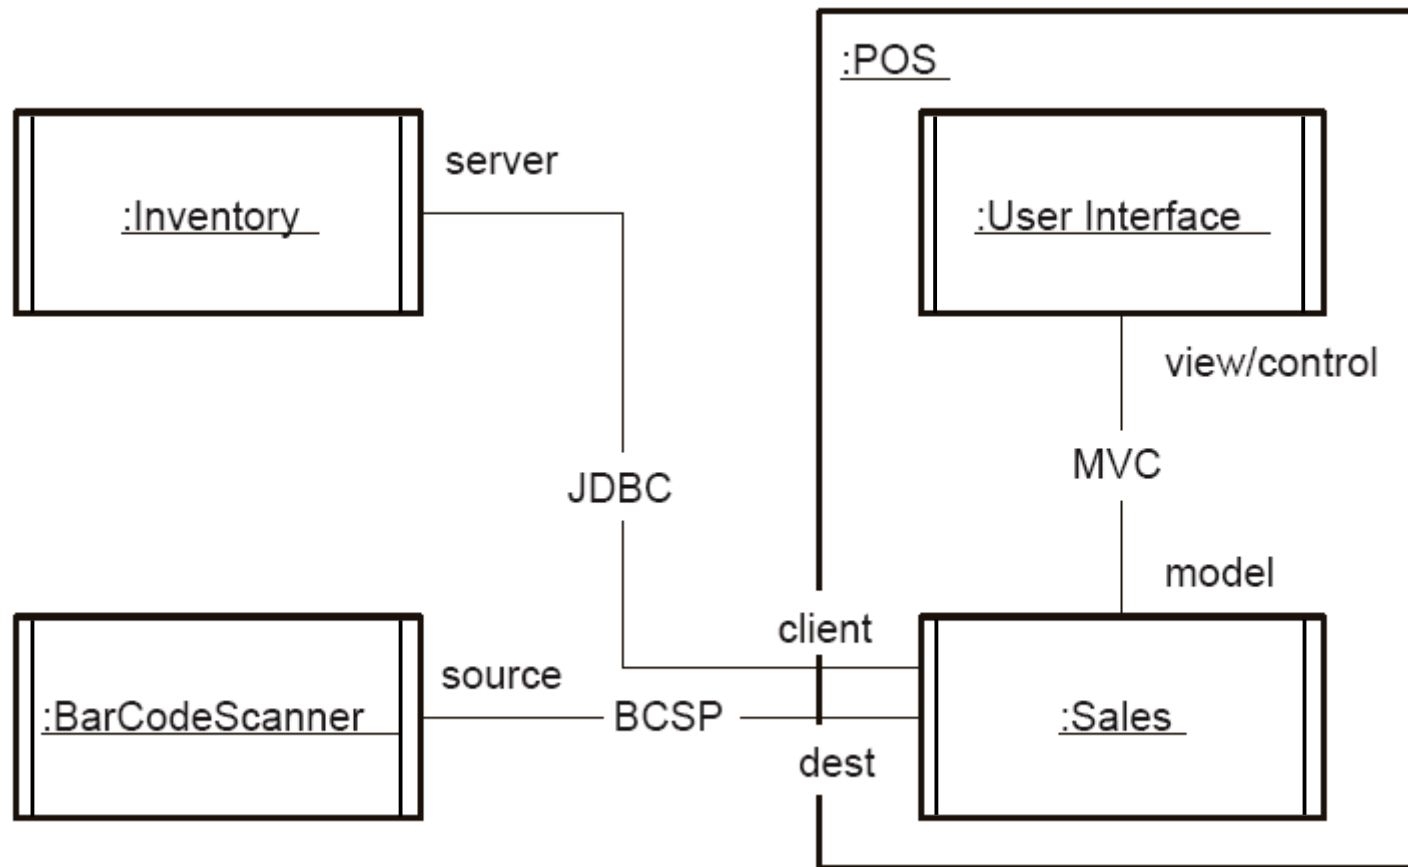 :POS
server
:Inventory
:User Interface
view/control
MVC
JDBC
model
client
source
:BarCodeScanner
BCSP
:Sales
dest